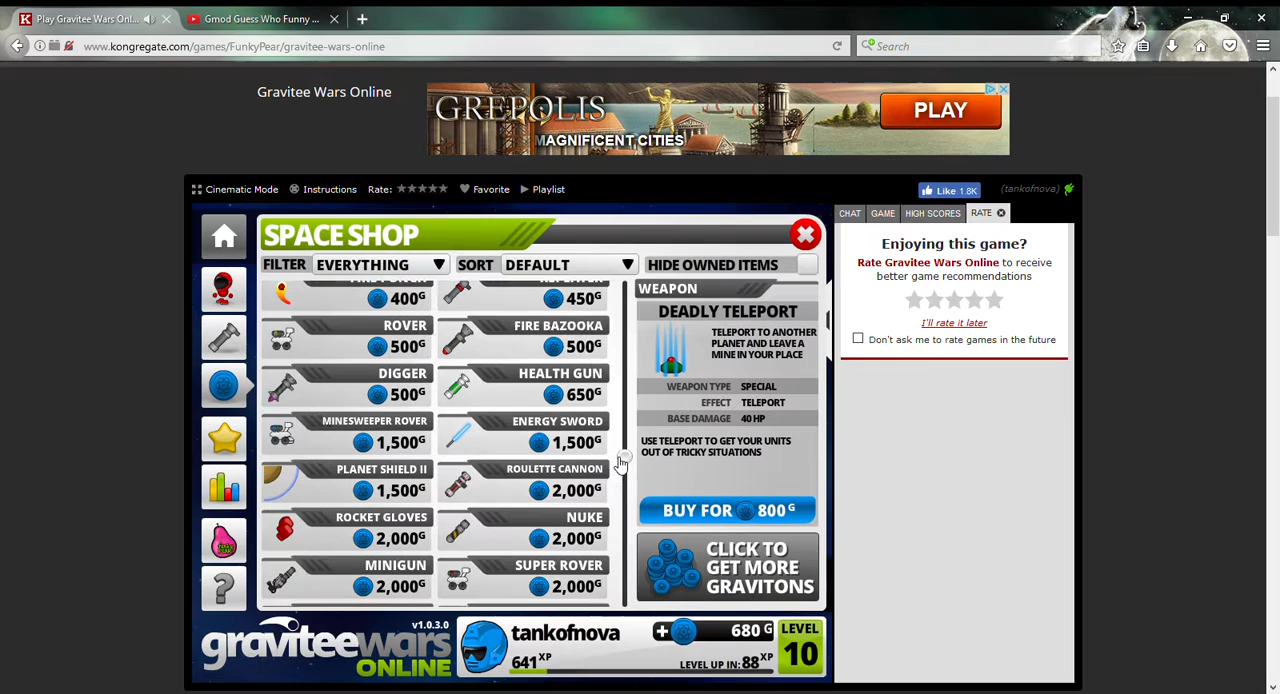 Play Gravitee Wars Onl...
Gmod Guess Who Funny ...
www.kongregate.com/games/FunkyPear/gravitee-wars-online
Search
Gravitee Wars Online
GREPOLIS
MAGNIFICENT CITIES
PLAY
Cinematic Mode
Instructions
Rate:
Favorite
Playlist
Like 1.8K
(tankofnova)
CHAT
GAME
HIGH SCORES
RATE
Enjoying this game?
Rate Gravitee Wars Online to receive
better game recommendations
I'll rate it later
Don't ask me to rate games in the future
SPACE SHOP
FILTER EVERYTHING
SORT DEFAULT
HIDE OWNED ITEMS
400G
REPEATER
450G
ROVER
500G
FIRE BAZOOKA
500G
DIGGER
500G
HEALTH GUN
650G
MINESWEEPER ROVER
1,500G
ENERGY SWORD
1,500G
PLANET SHIELD II
1,500G
ROULETTE CANNON
2,000G
ROCKET GLOVES
2,000G
NUKE
2,000G
MINIGUN
2,000G
SUPER ROVER
2,000G
WEAPON
DEADLY TELEPORT
TELEPORT TO ANOTHER
PLANET AND LEAVE A
MINE IN YOUR PLACE
WEAPON TYPE SPECIAL
EFFECT TELEPORT
BASE DAMAGE 40 HP
USE TELEPORT TO GET YOUR UNITS
OUT OF TRICKY SITUATIONS
BUY FOR 800 G
CLICK TO
GET MORE
GRAVITONS
v1.0.3.0
graviteewars
ONLINE
tankofnova
680 G
641XP
LEVEL UP IN: 88XP
LEVEL
10